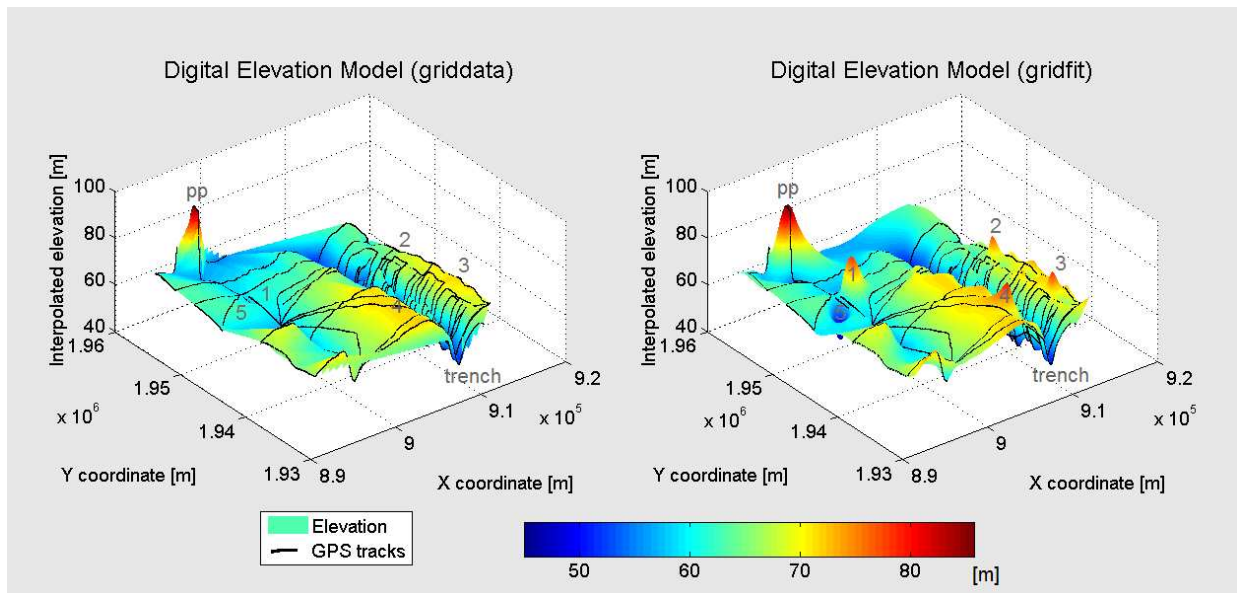 Digital Elevation Model (griddata)
Interpolated elevation [m]
100
80
60
40
pp
1
2
3
4
5
trench
1.96
1.95
1.94
1.93
x 10^6
Y coordinate [m]
8.9
9
9.1
9.2
x 10^5
X coordinate [m]
Digital Elevation Model (gridfit)
Interpolated elevation [m]
100
80
60
40
pp
1
2
3
4
trench
1.96
1.95
1.94
1.93
x 10^6
Y coordinate [m]
8.9
9
9.1
9.2
x 10^5
X coordinate [m]
Elevation
GPS tracks
50
60
70
80
[m]